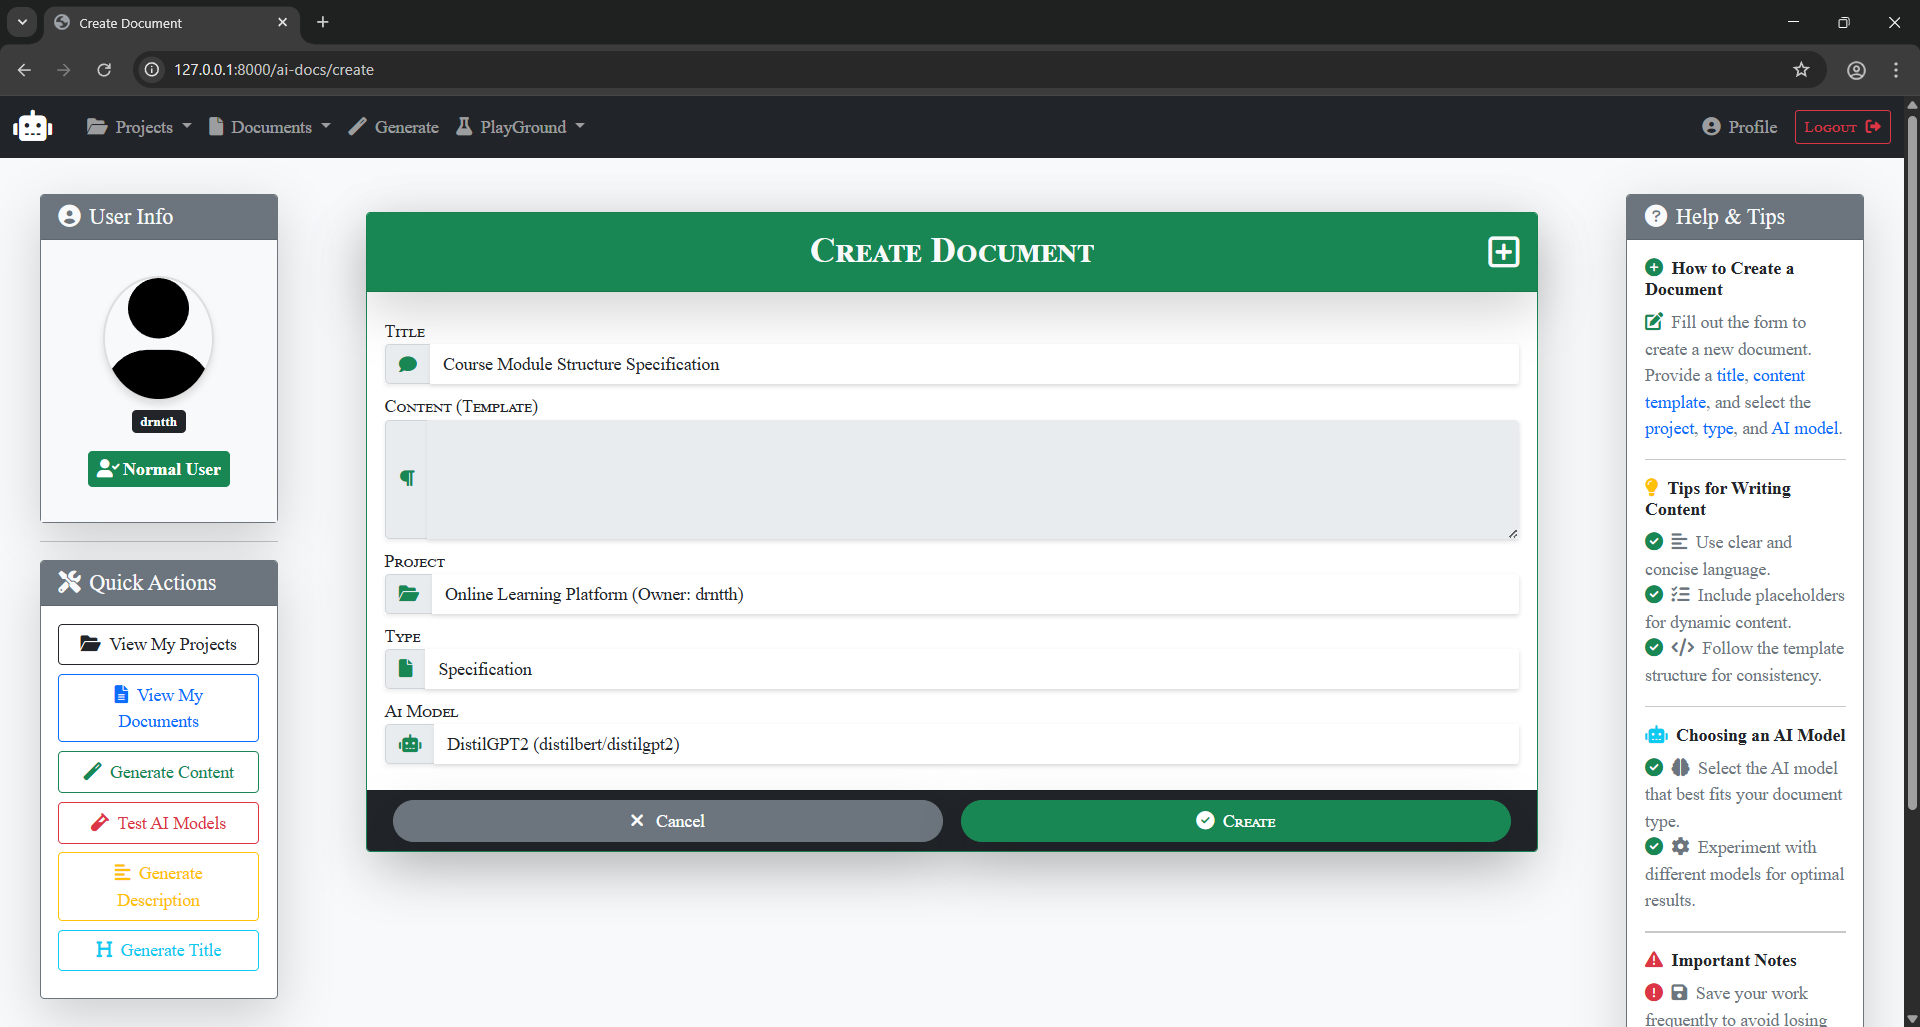 Create Document
127.0.0.1:8000/ai-docs/create
Projects
Documents
Generate
PlayGround
Profile
Logout
User Info
drntth
Normal User
Quick Actions
View My Projects
View My
Documents
Generate Content
Test AI Models
Generate
Description
Generate Title
Create Document
Title
Course Module Structure Specification
Content (Template)
Project
Online Learning Platform (Owner: drntth)
Type
Specification
Ai Model
DistilGPT2 (distilbert/distilgpt2)
Cancel
Create
Help & Tips
How to Create a
Document
Fill out the form to
create a new document.
Provide a title, content
template, and select the
project, type, and AI model.
Tips for Writing
Content
Use clear and
concise language.
Include placeholders
for dynamic content.
Follow the template
structure for consistency.
Choosing an AI Model
Select the AI model
that best fits your document
type.
Experiment with
different models for optimal
results.
Important Notes
Save your work
frequently to avoid losing